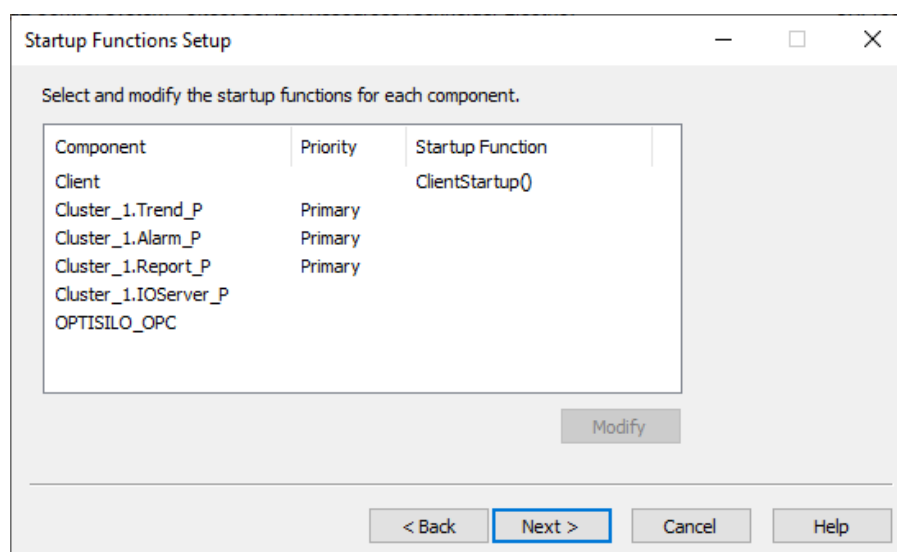 Startup Functions Setup
Select and modify the startup functions for each component.
Component Priority Startup Function
Client ClientStartup()
Cluster_1.Trend_P Primary
Cluster_1.Alarm_P Primary
Cluster_1.Report_P Primary
Cluster_1.IOServer_P
OPTISILO_OPC
Modify
< Back Next > Cancel Help